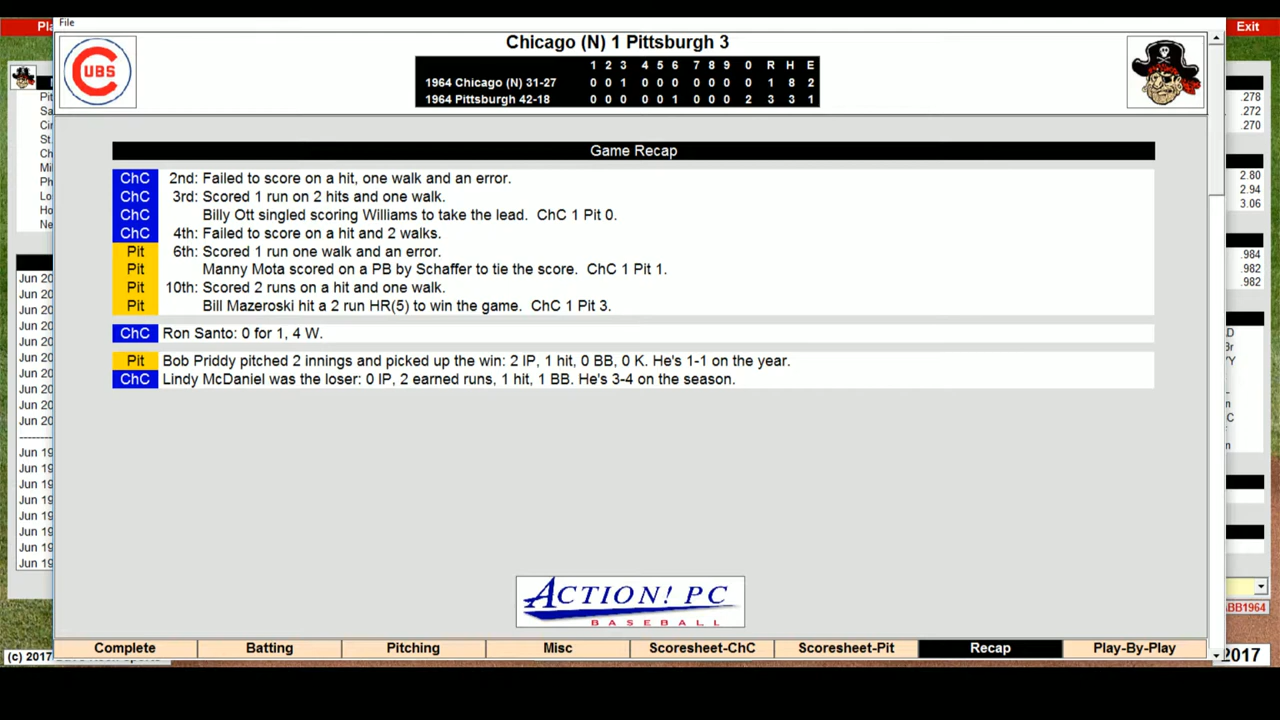 File
Pla
Exit
Chicago (N) 1 Pittsburgh 3
UBS
1 2 3 4 5 6 7 8 9 0 R H E
1964 Chicago (N) 31-27 0 0 1 0 0 0 0 0 0 0 1 8 2
1964 Pittsburgh 42-18 0 0 0 0 0 1 0 0 0 2 3 3 1
Game Recap
ChC 2nd: Failed to score on a hit, one walk and an error.
ChC 3rd: Scored 1 run on 2 hits and one walk.
ChC Billy Ott singled scoring Williams to take the lead. ChC 1 Pit 0.
ChC 4th: Failed to score on a hit and 2 walks.
Pit 6th: Scored 1 run one walk and an error.
Pit Manny Mota scored on a PB by Schaffer to tie the score. ChC 1 Pit 1.
Pit 10th: Scored 2 runs on a hit and one walk.
Pit Bill Mazeroski hit a 2 run HR(5) to win the game. ChC 1 Pit 3.
ChC Ron Santo: 0 for 1, 4 W.
Pit Bob Priddy pitched 2 innings and picked up the win: 2 IP, 1 hit, 0 BB, 0 K. He's 1-1 on the year.
ChC Lindy McDaniel was the loser: 0 IP, 2 earned runs, 1 hit, 1 BB. He's 3-4 on the season.
Pit
Sa
Cin
St.
Ch
Mil
Ph
Lo
Ho
Ne
Jun 20
Jun 20
Jun 20
Jun 20
Jun 20
Jun 20
Jun 20
Jun 20
Jun 20
Jun 20
----------
Jun 19
Jun 19
Jun 19
Jun 19
Jun 19
Jun 19
Jun 19
Jun 19
.278
.272
.270
2.80
2.94
3.06
.984
.982
.982
BB1964
ACTION! PC
BASEBALL
Complete Batting Pitching Misc Scoresheet-ChC Scoresheet-Pit Recap Play-By-Play
(c) 2017
2017